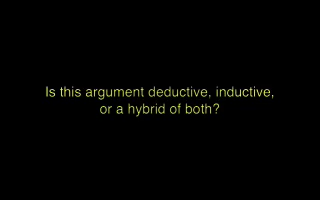 Is this argument deductive, inductive,
or a hybrid of both?